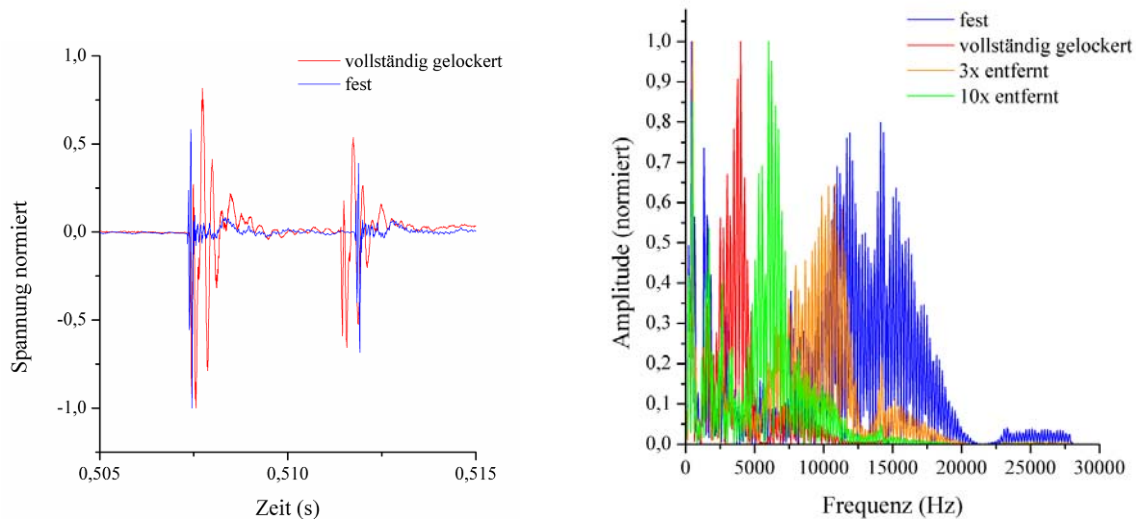 vollständig gelockert
fest
1,0
0,5
0,0
-0,5
-1,0
Spannung normiert
0,505
0,510
0,515
Zeit (s)
fest
vollständig gelockert
3x entfernt
10x entfernt
1,0
0,9
0,8
0,7
0,6
0,5
0,4
0,3
0,2
0,1
0,0
Amplitude (normiert)
0
5000
10000
15000
20000
25000
30000
Frequenz (Hz)